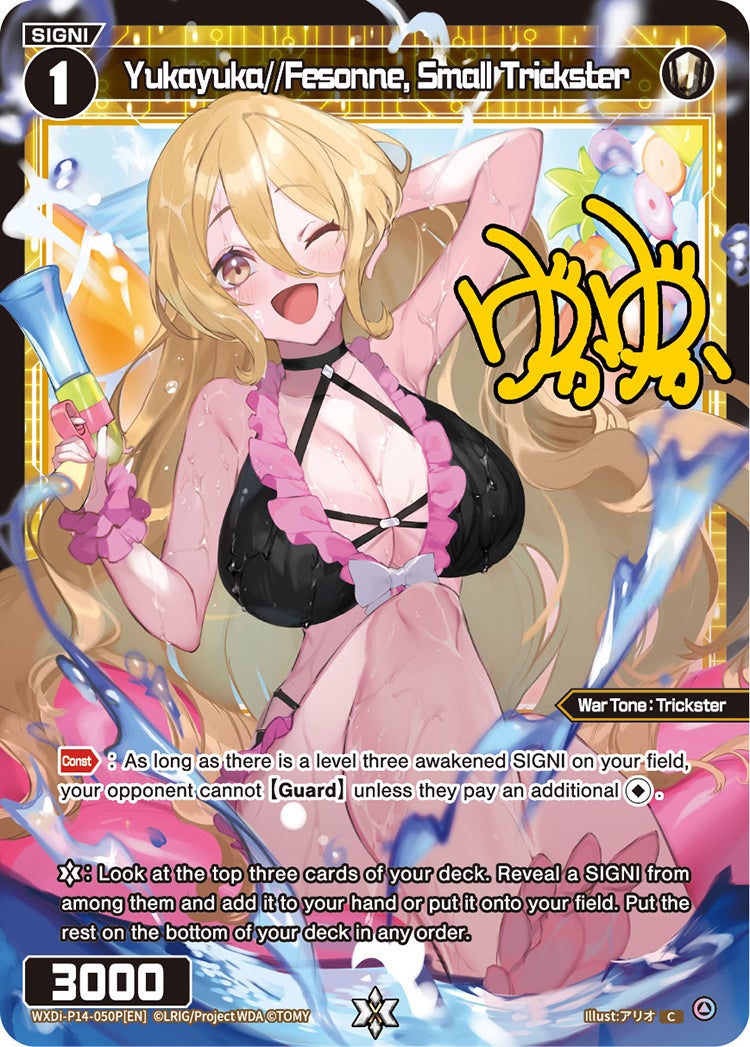 SIGNI
1
Yukayuka//Fesonne, Small Trickster
ゆかゆか
War Tone : Trickster
Const : As long as there is a level three awakened SIGNI on your field,
your opponent cannot 【Guard】 unless they pay an additional ◆.
: Look at the top three cards of your deck. Reveal a SIGNI from
among them and add it to your hand or put it onto your field. Put the
rest on the bottom of your deck in any order.
3000
WXDi-P14-050P[EN] ©LRIG/Project WDA ©TOMY
Illust:アリオ C